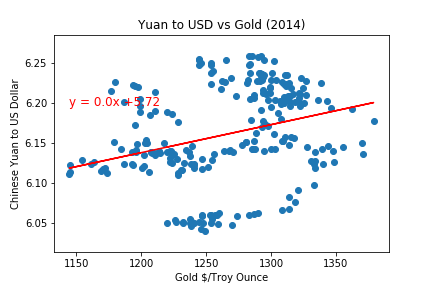 Yuan to USD vs Gold (2014)
Chinese Yuan to US Dollar
6.25
6.20
6.15
6.10
6.05
y = 0.0x +5.72
1150
1200
1250
1300
1350
Gold $/Troy Ounce